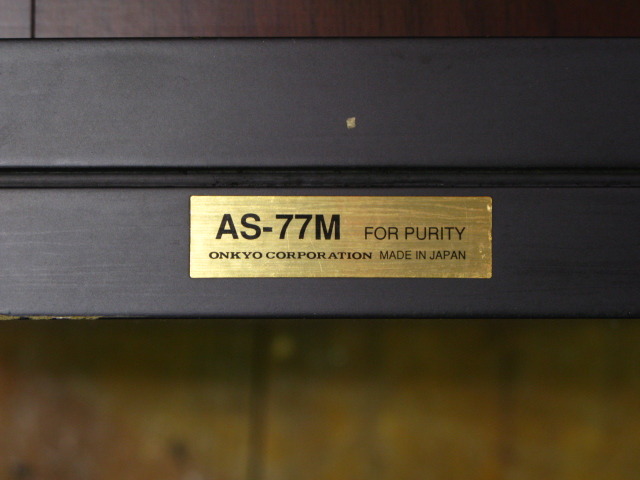 AS-77M FOR PURITY
ONKYO CORPORATION MADE IN JAPAN